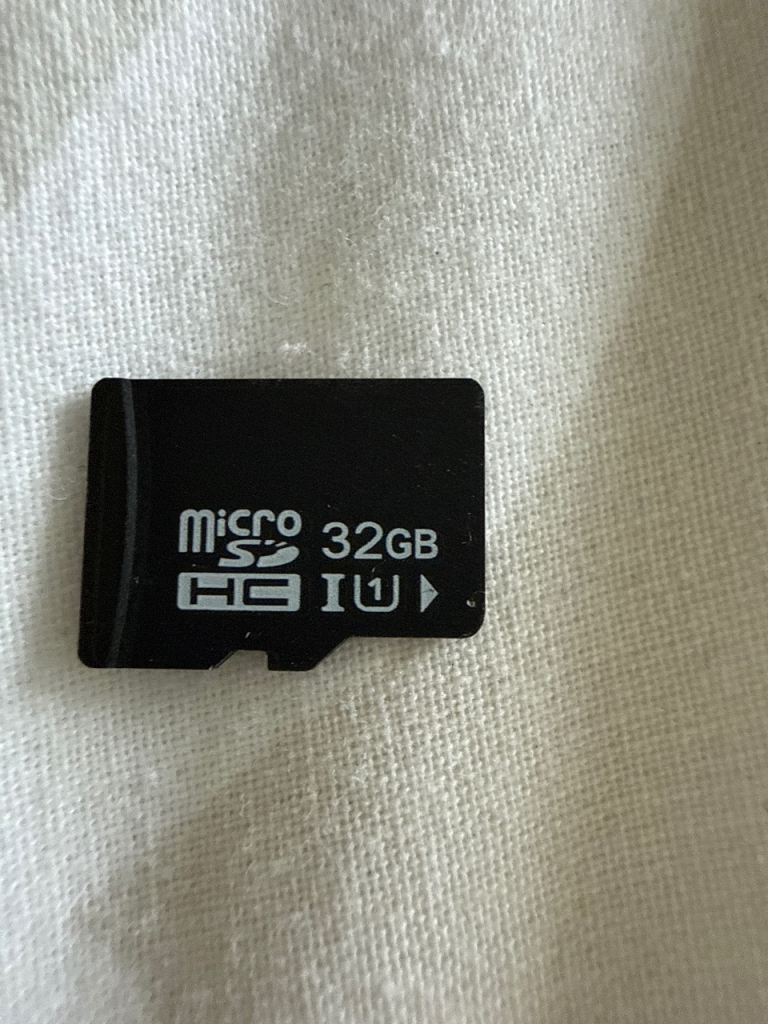 micro
SD 32GB
HC I U1